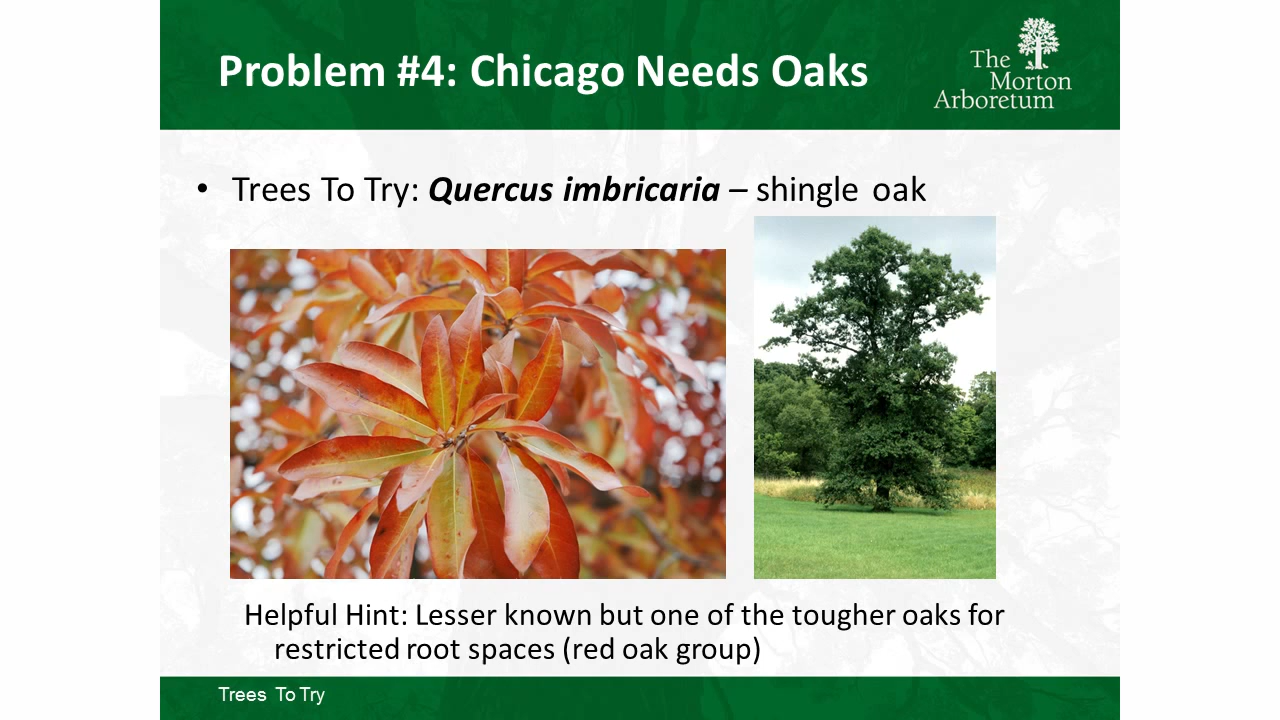 Problem #4: Chicago Needs Oaks
The
Morton
Arboretum
• Trees To Try: Quercus imbricaria – shingle oak
Helpful Hint: Lesser known but one of the tougher oaks for
restricted root spaces (red oak group)
Trees To Try